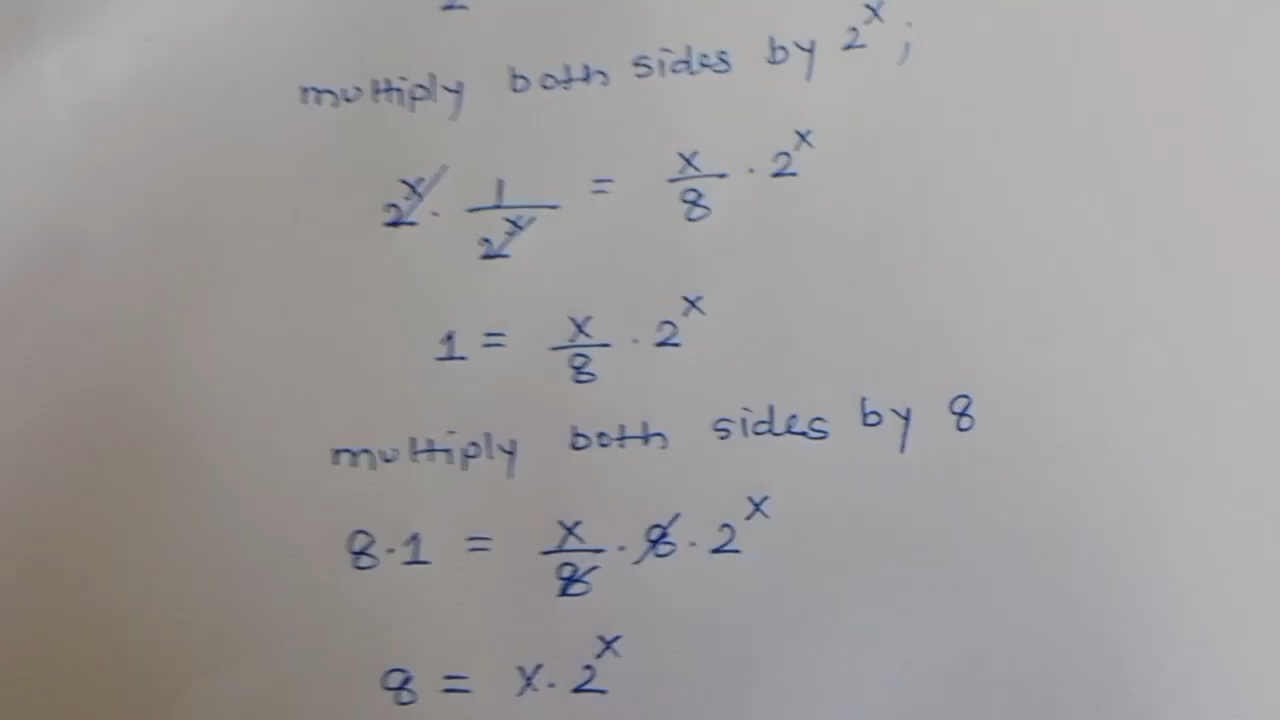 multiply both sides by 2^x ;
2^x · 1/2^x = x/8 · 2^x
1 = x/8 · 2^x
multiply both sides by 8
8·1 = x/8 · 8 · 2^x
8 = x · 2^x